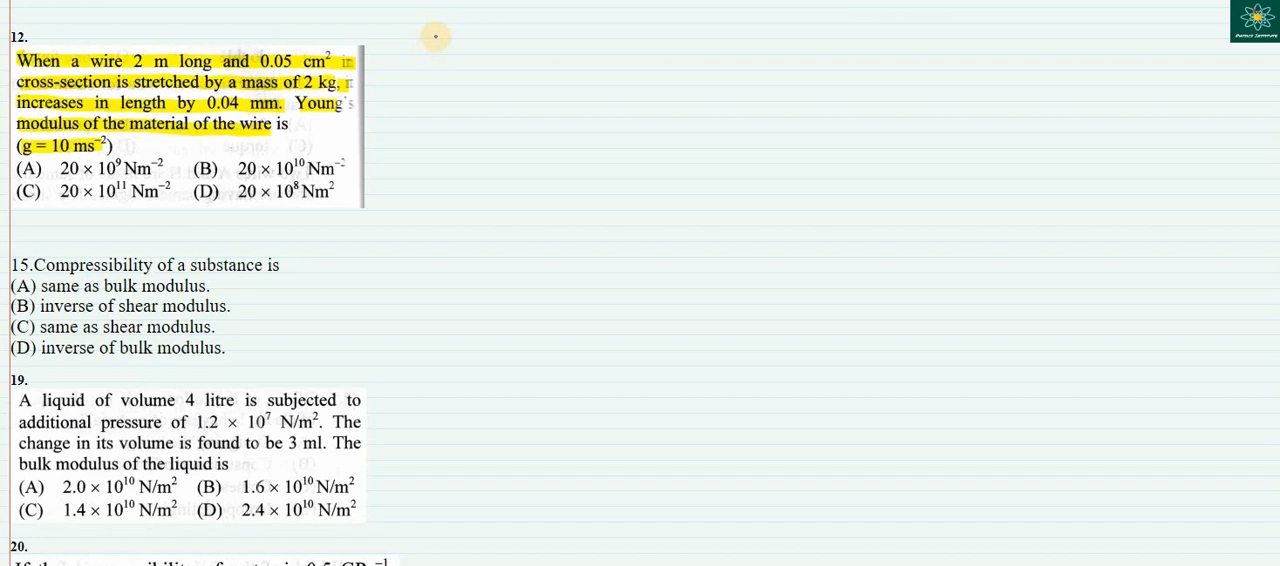 12.
When a wire 2 m long and 0.05 cm² in
cross-section is stretched by a mass of 2 kg, it
increases in length by 0.04 mm. Young's
modulus of the material of the wire is
(g = 10 ms⁻²)
(A) 20 × 10⁹ Nm⁻² (B) 20 × 10¹⁰ Nm⁻²
(C) 20 × 10¹¹ Nm⁻² (D) 20 × 10⁸ Nm²
15.Compressibility of a substance is
(A) same as bulk modulus.
(B) inverse of shear modulus.
(C) same as shear modulus.
(D) inverse of bulk modulus.
19.
A liquid of volume 4 litre is subjected to
additional pressure of 1.2 × 10⁷ N/m². The
change in its volume is found to be 3 ml. The
bulk modulus of the liquid is
(A) 2.0 × 10¹⁰ N/m² (B) 1.6 × 10¹⁰ N/m²
(C) 1.4 × 10¹⁰ N/m² (D) 2.4 × 10¹⁰ N/m²
20.